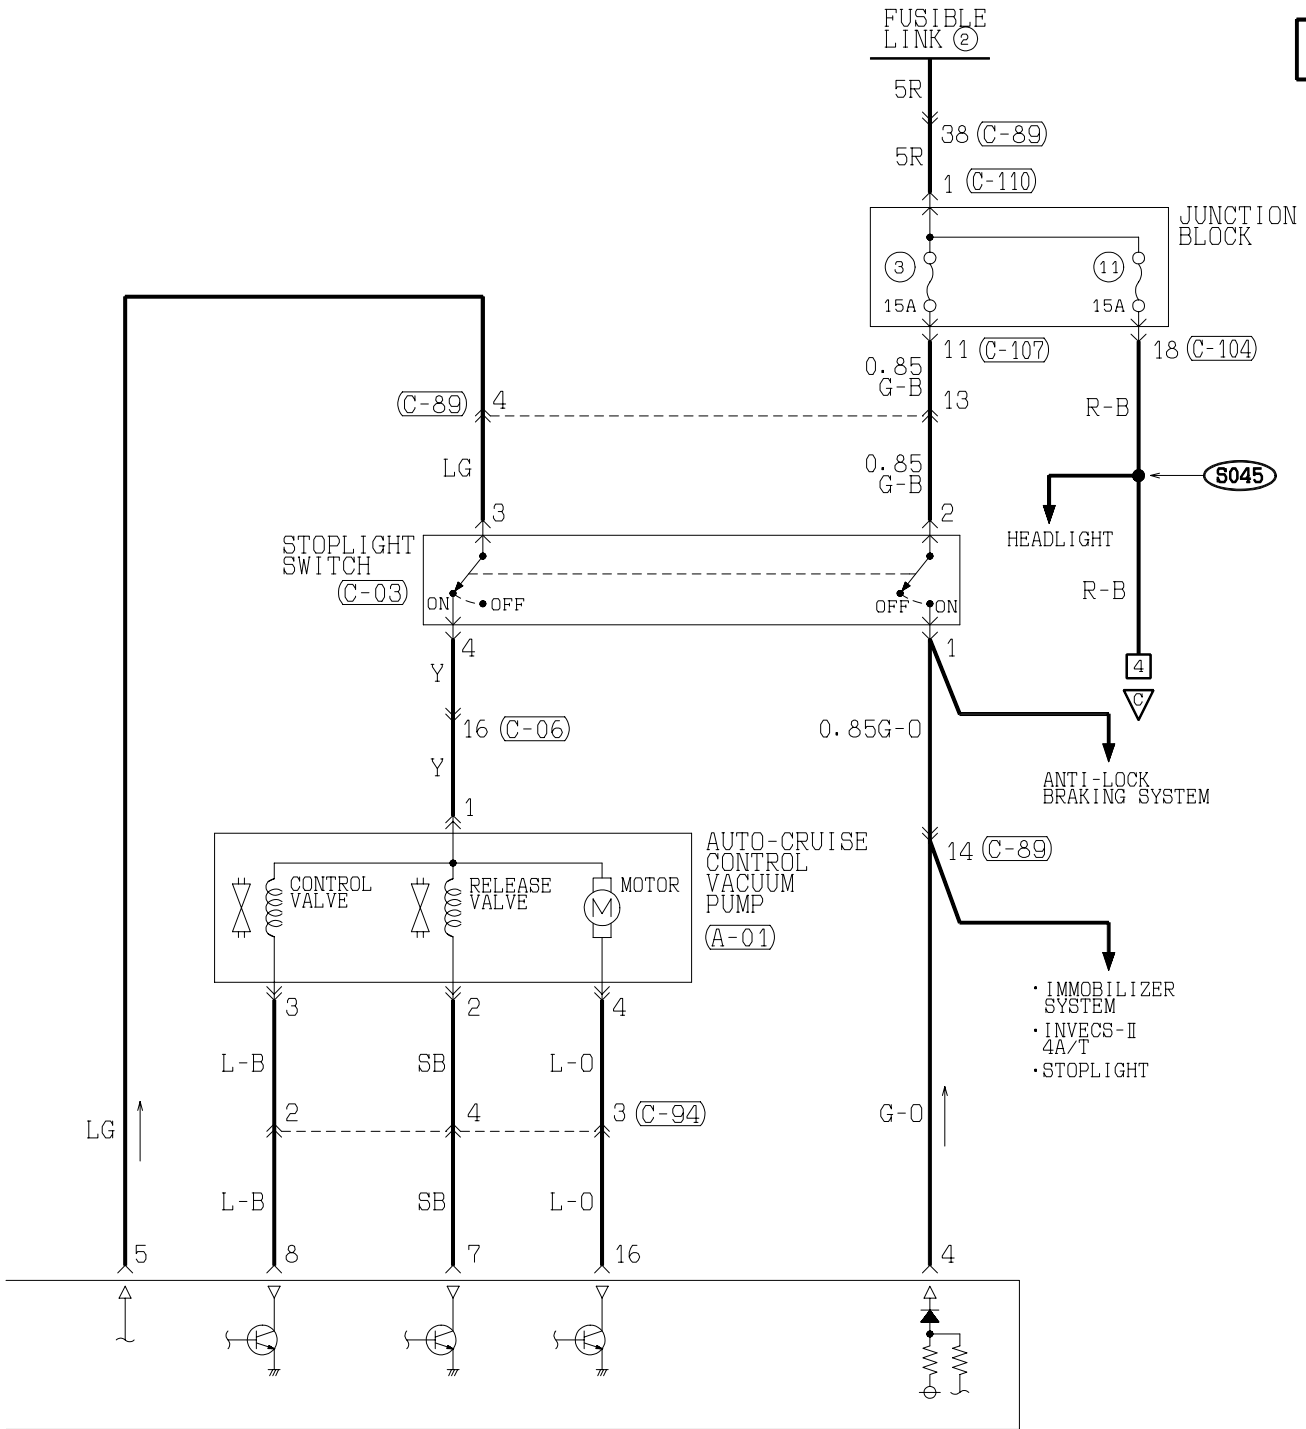 FUSIBLE
LINK ②
5R
38 (C-89)
5R
1 (C-110)
JUNCTION
BLOCK
3
11
15A
15A
11 (C-107)
18 (C-104)
0.85
G-B
(C-89) 4
13
R-B
LG
0.85
G-B
S045
3
2
HEADLIGHT
STOPLIGHT
SWITCH
(C-03)
ON
OFF
OFF
ON
R-B
4
1
4
C
Y
16 (C-06)
0.85G-O
Y
ANTI-LOCK
BRAKING SYSTEM
1
AUTO-CRUISE
CONTROL
VACUUM
PUMP
(A-01)
14 (C-89)
CONTROL
VALVE
RELEASE
VALVE
MOTOR
M
3
2
4
・IMMOBILIZER
SYSTEM
・INVECS-Ⅱ
4A/T
・STOPLIGHT
L-B
SB
L-O
2
4
3 (C-94)
G-O
LG
L-B
SB
L-O
5
8
7
16
4